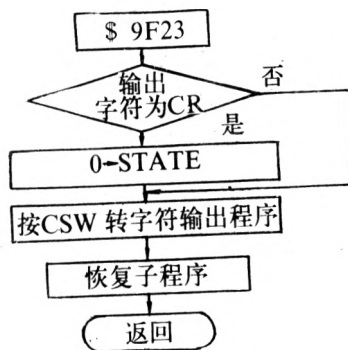 $ 9F23
输出
字符为CR
否
是
0→STATE
按CSW 转字符输出程序
恢复子程序
返回